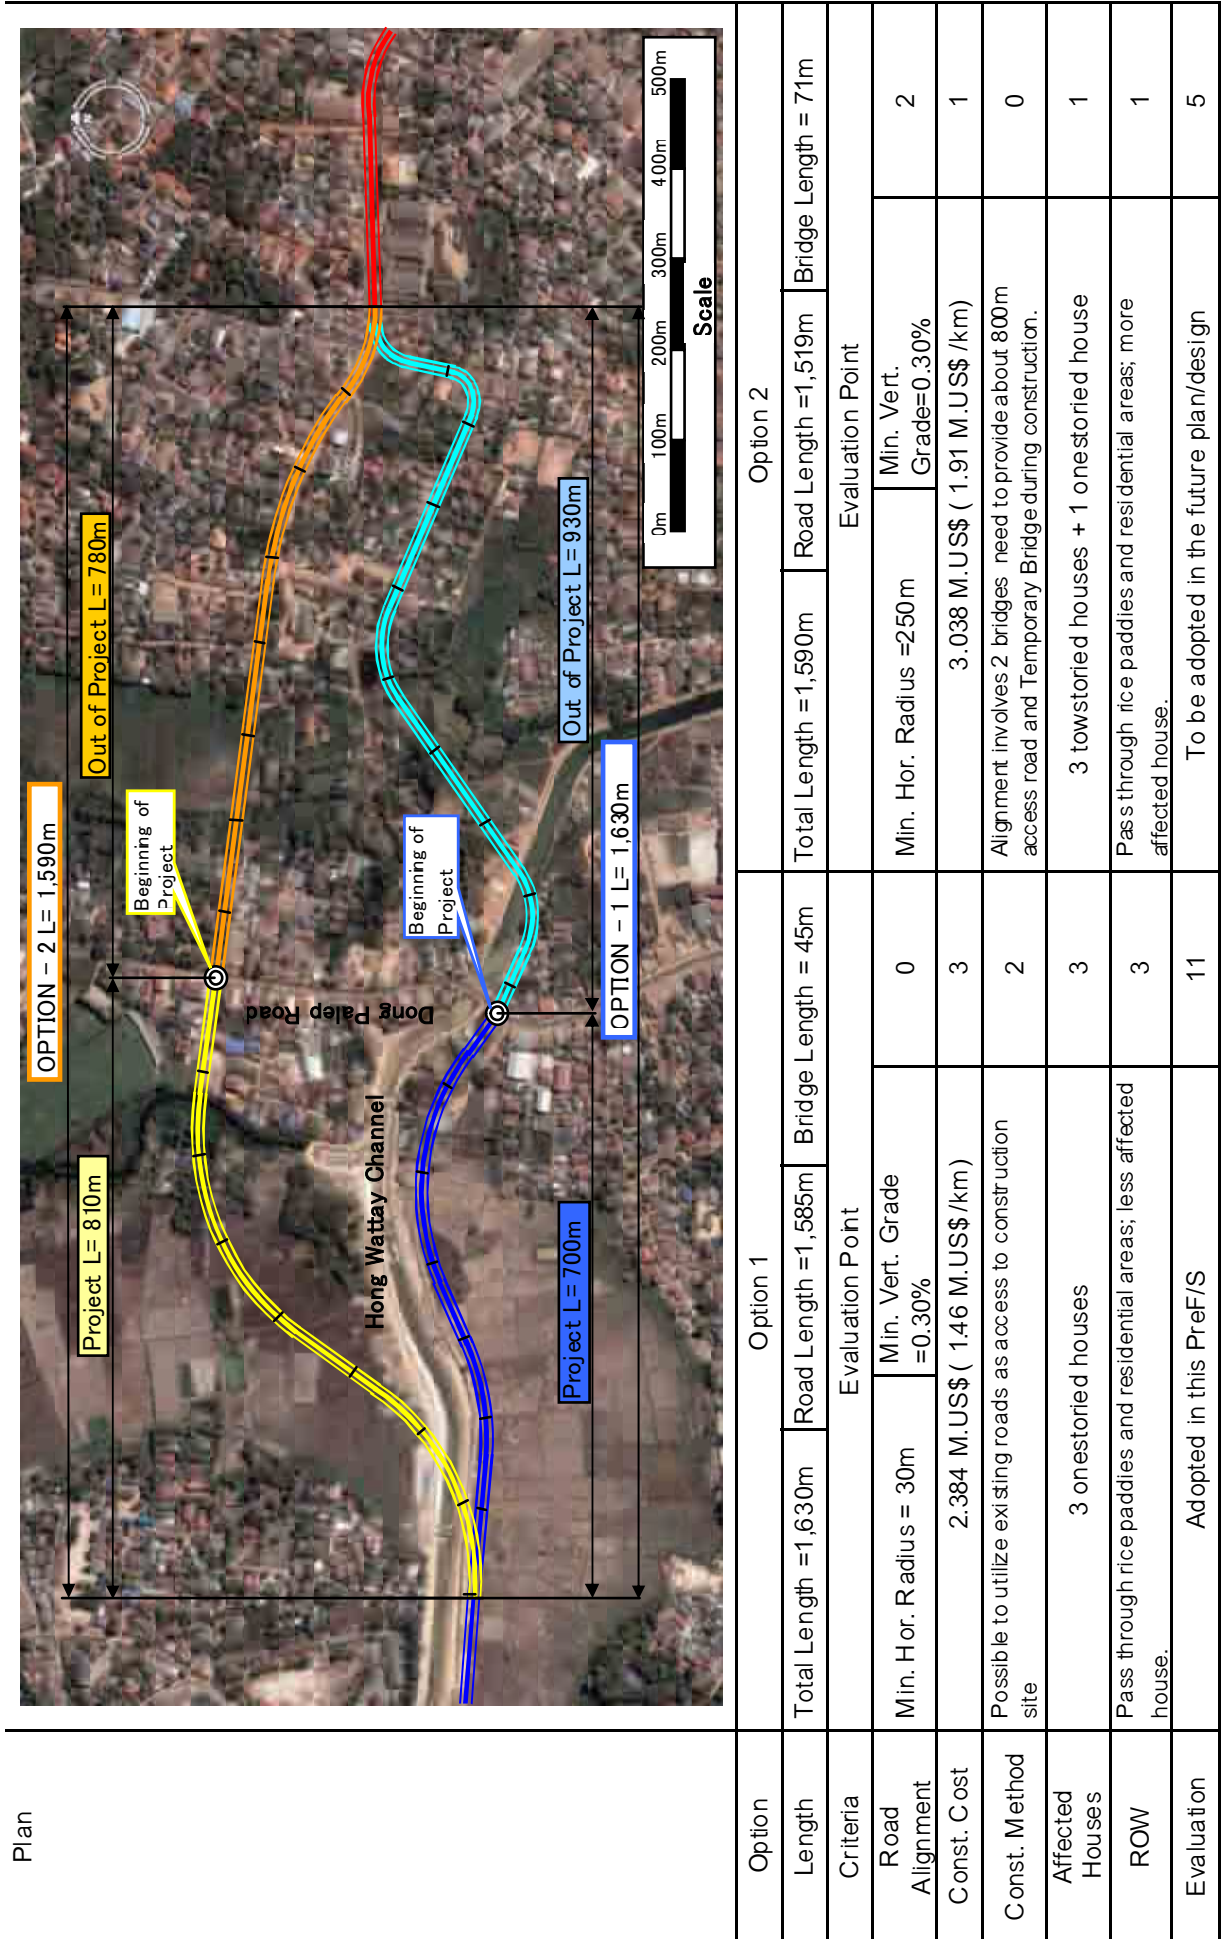 Plan
OPTION - 2 L= 1,590m
Project L= 810m
Out of Project L= 780m
Beginning of
Project
Dong Palep Road
Hong Wattay Channel
Beginning of
Project
Project L= 700m
Out of Project L= 930m
OPTION - 1 L= 1,630m
0m 100m 200m 300m 400m 500m
Scale
Option Option 1 Option 2
Length Total Length =1,630m Road Length =1,585m Bridge Length = 45m Total Length =1,590m Road Length =1,519m Bridge Length = 71m
Criteria Evaluation Point Evaluation Point
Road
Alignment
Min. Hor. Radius = 30m
Min. Vert. Grade
=0.30%
0
Min. Hor. Radius =250m
Min. Vert.
Grade=0.30%
2
Const. Cost 2.384 M.US$ ( 1.46 M.US$ /km) 3 3.038 M.US$ ( 1.91 M.US$ /km) 1
Const. Method
Possible to utilize existing roads as access to construction
site
2
Alignment involves 2 bridges need to provide about 800m
access road and Temporary Bridge during construction.
0
Affected
Houses
3 onestoried houses 3 3 towstoried houses + 1 onestoried house 1
ROW
Pass through rice paddies and residential areas; less affected
house.
3
Pass through rice paddies and residential areas; more
affected house.
1
Evaluation Adopted in this PreF/S 11 To be adopted in the future plan/design 5